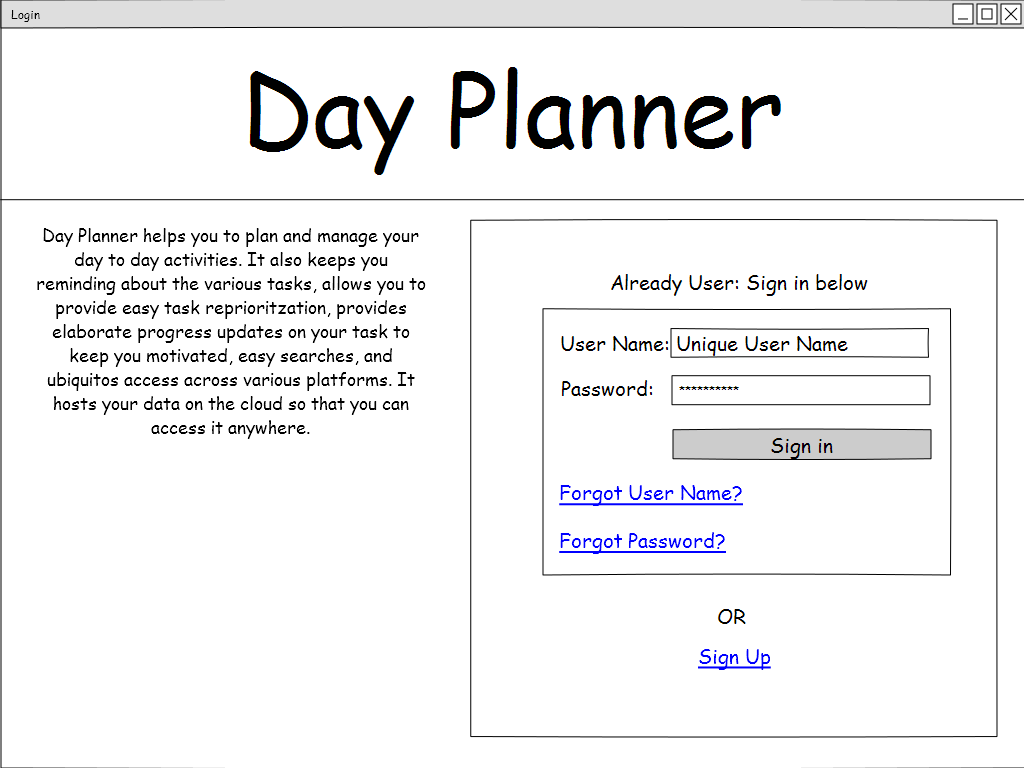 Login
Day Planner
Day Planner helps you to plan and manage your
day to day activities. It also keeps you
reminding about the various tasks, allows you to
provide easy task reprioritzation, provides
elaborate progress updates on your task to
keep you motivated, easy searches, and
ubiquitos access across various platforms. It
hosts your data on the cloud so that you can
access it anywhere.
Already User: Sign in below
User Name: Unique User Name
Password: **********
Sign in
Forgot User Name?
Forgot Password?
OR
Sign Up